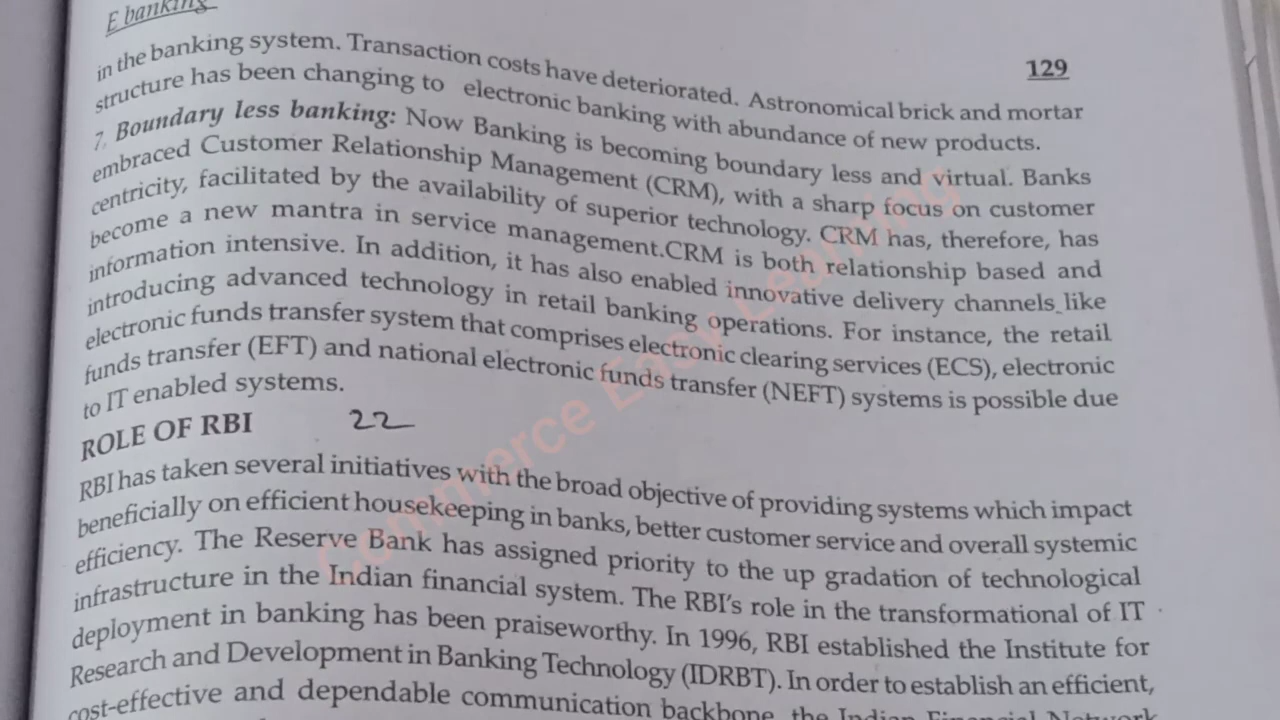 E banking
129
in the banking system. Transaction costs have deteriorated. Astronomical brick and mortar
structure has been changing to electronic banking with abundance of new products.
7. Boundary less banking: Now Banking is becoming boundary less and virtual. Banks
embraced Customer Relationship Management (CRM), with a sharp focus on customer
centricity, facilitated by the availability of superior technology. CRM has, therefore, has
become a new mantra in service management.CRM is both relationship based and
information intensive. In addition, it has also enabled innovative delivery channels like
introducing advanced technology in retail banking operations. For instance, the retail
electronic funds transfer system that comprises electronic clearing services (ECS), electronic
funds transfer (EFT) and national electronic funds transfer (NEFT) systems is possible due
to IT enabled systems.
ROLE OF RBI 22
RBI has taken several initiatives with the broad objective of providing systems which impact
beneficially on efficient housekeeping in banks, better customer service and overall systemic
efficiency. The Reserve Bank has assigned priority to the up gradation of technological
infrastructure in the Indian financial system. The RBI's role in the transformational of IT
deployment in banking has been praiseworthy. In 1996, RBI established the Institute for
Research and Development in Banking Technology (IDRBT). In order to establish an efficient,
cost-effective and dependable communication backbone, the Indian Financial Network
Commerce Easy Learning